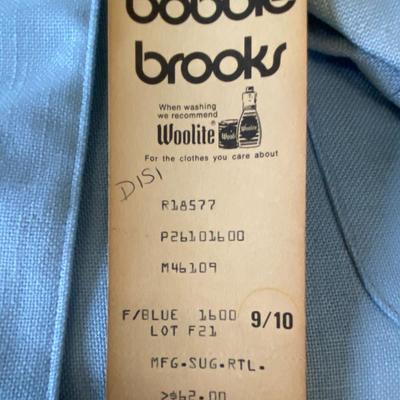 bobbie
brooks
When washing
we recommend
Woolite®
Woolite
For the clothes you care about
DISI
R18577
P26101600
M46109
F/BLUE 1600 9/10
LOT F21
MFG.SUG.RTL.
>$62.00